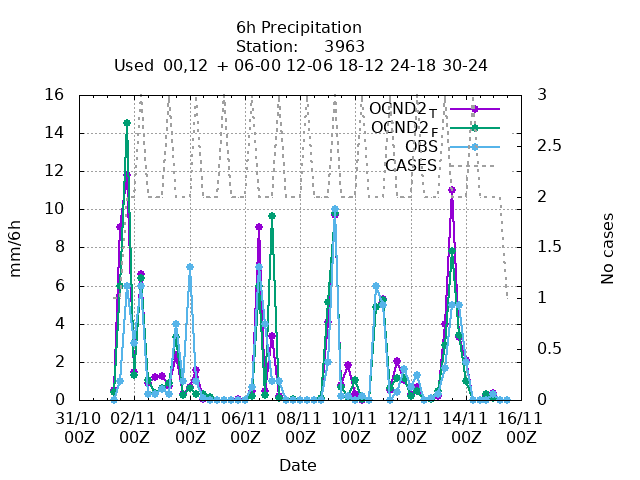 6h Precipitation
Station: 3963
Used 00,12 + 06-00 12-06 18-12 24-18 30-24
16 3
14 2.5
12
10 2
8 1.5
6
4 1
2 0.5
0 0
mm/6h
No cases
OCND2T
OCND2F
OBS
CASES
31/10 02/11 04/11 06/11 08/11 10/11 12/11 14/11 16/11
00Z 00Z 00Z 00Z 00Z 00Z 00Z 00Z 00Z
Date